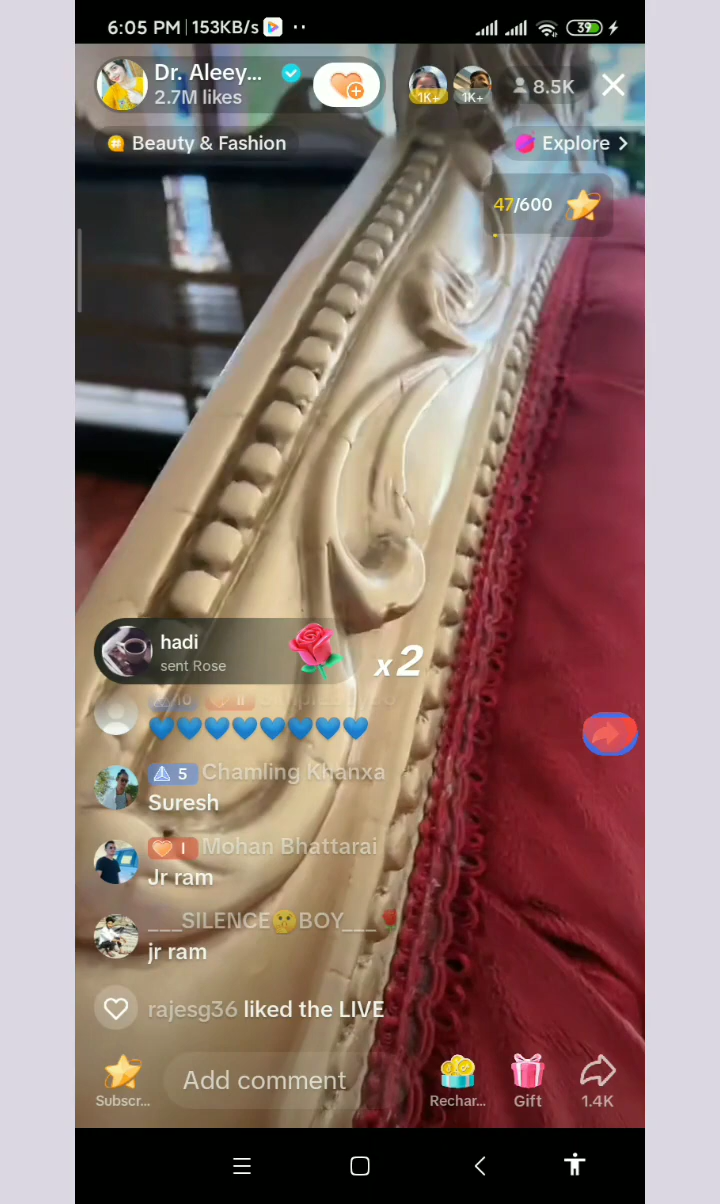 6:05 PM | 153KB/s ··
39
Dr. Aleey...
2.7M likes
1K+
1K+
8.5K
Beauty & Fashion
Explore >
47/600
hadi
sent Rose
x2
10
II
💙💙💙💙💙💙💙💙
5 Chamling Khanxa
Suresh
I Mohan Bhattarai
Jr ram
___SILENCE🤫BOY___🌹
jr ram
rajesg36 liked the LIVE
Add comment
Subscr...
Rechar...
Gift
1.4K